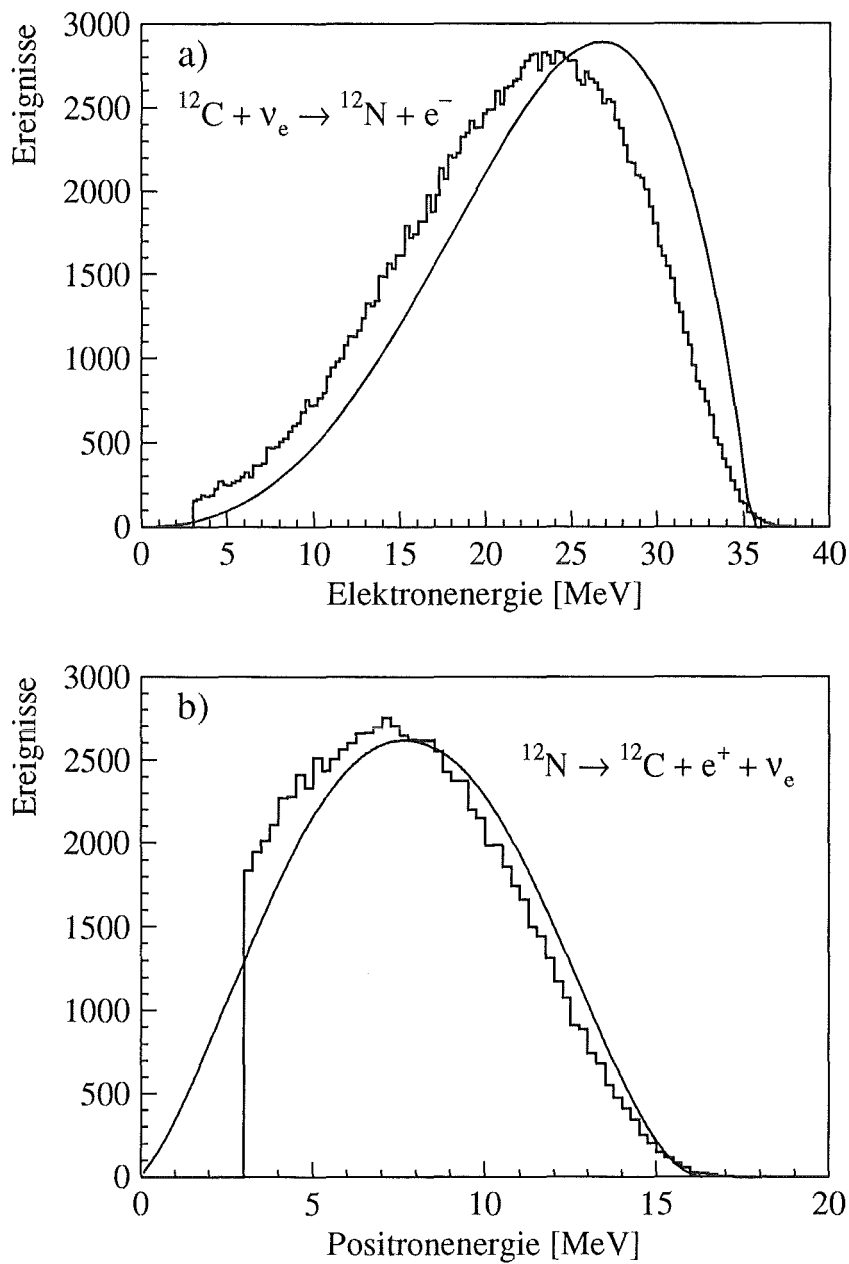 a)
¹²C + νₑ → ¹²N + e⁻
Ereignisse
3000
2500
2000
1500
1000
500
0
0 5 10 15 20 25 30 35 40
Elektronenergie [MeV]
b)
¹²N → ¹²C + e⁺ + νₑ
Ereignisse
3000
2500
2000
1500
1000
500
0
0 5 10 15 20
Positronenergie [MeV]